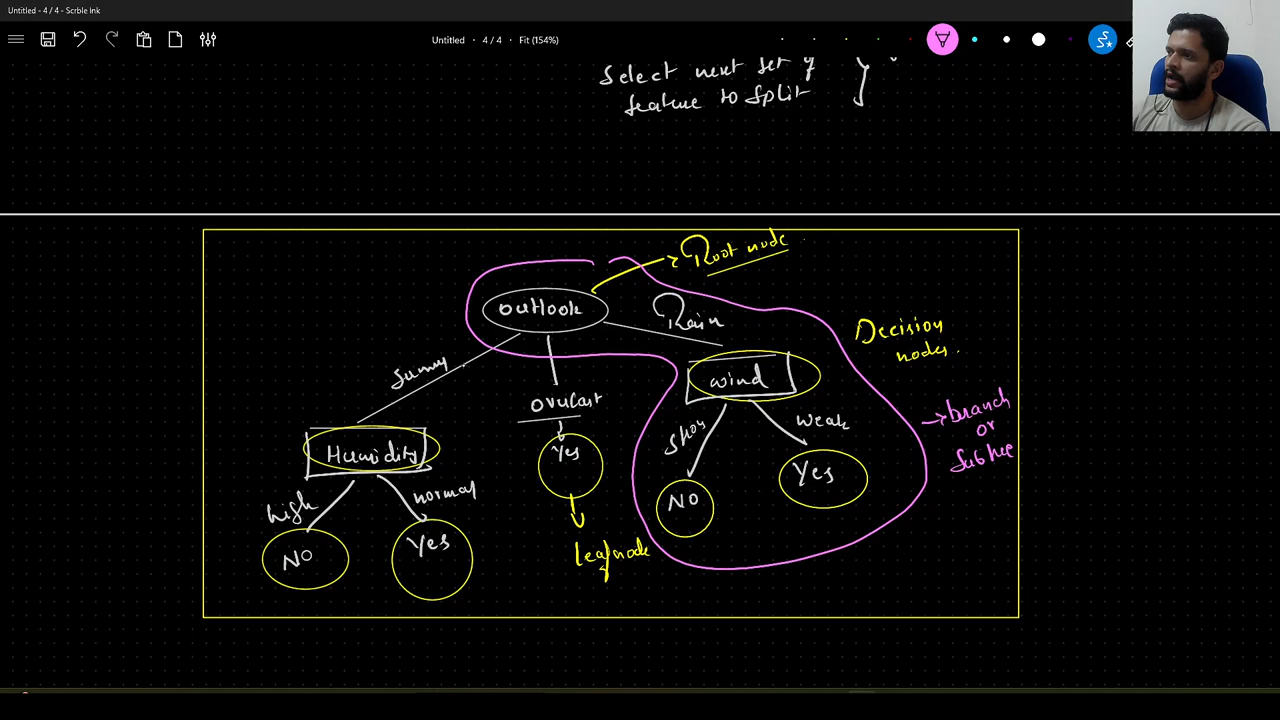 Untitled - 4 / 4 - Scrble Ink
Untitled • 4 / 4 • Fit (154%)
Select next set of
feature to split
Root node
outlook
Rain
Decision
nodes.
sunny
wind
overcast
branch
or
Subtree
weak
Yes
Humidity
high
normal
Yes
NO
leaf node
NO
Yes